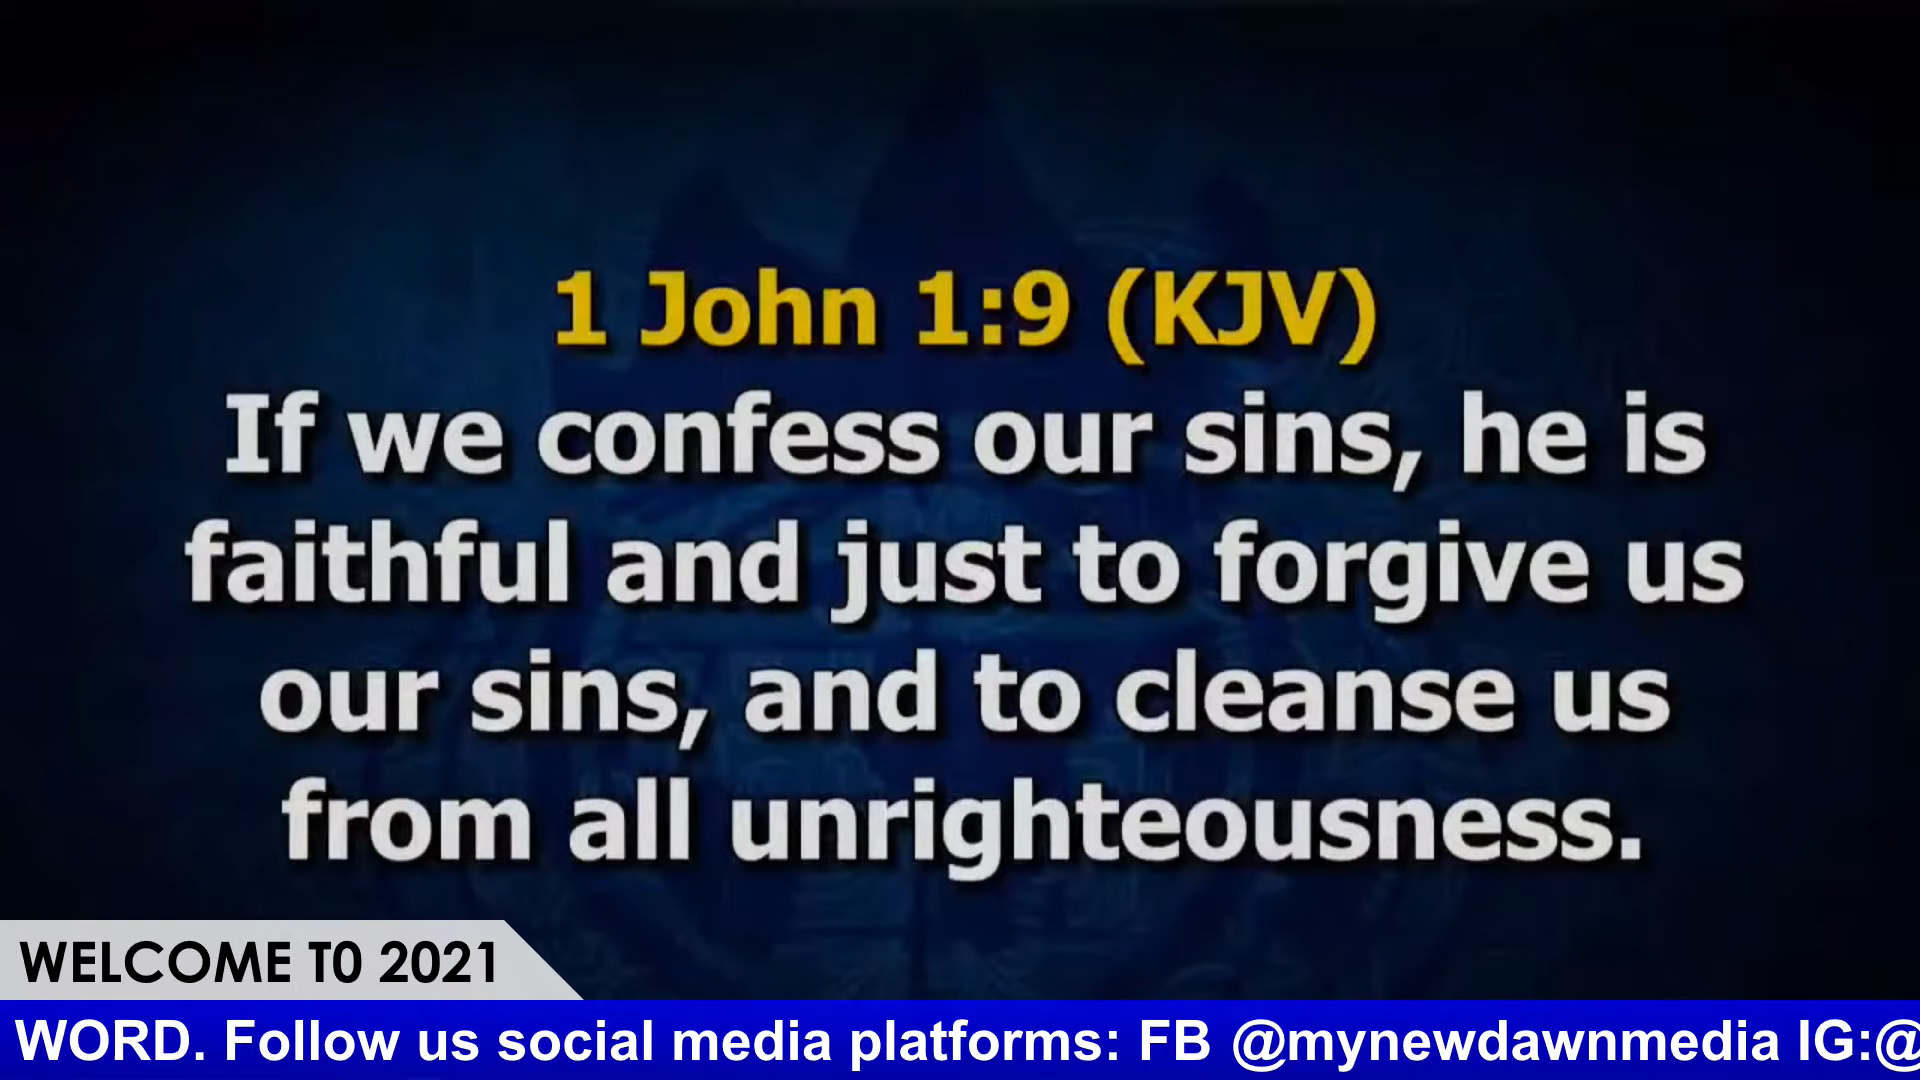 1 John 1:9 (KJV)
If we confess our sins, he is
faithful and just to forgive us
our sins, and to cleanse us
from all unrighteousness.
WELCOME T0 2021
WORD. Follow us social media platforms: FB @mynewdawnmedia IG:@